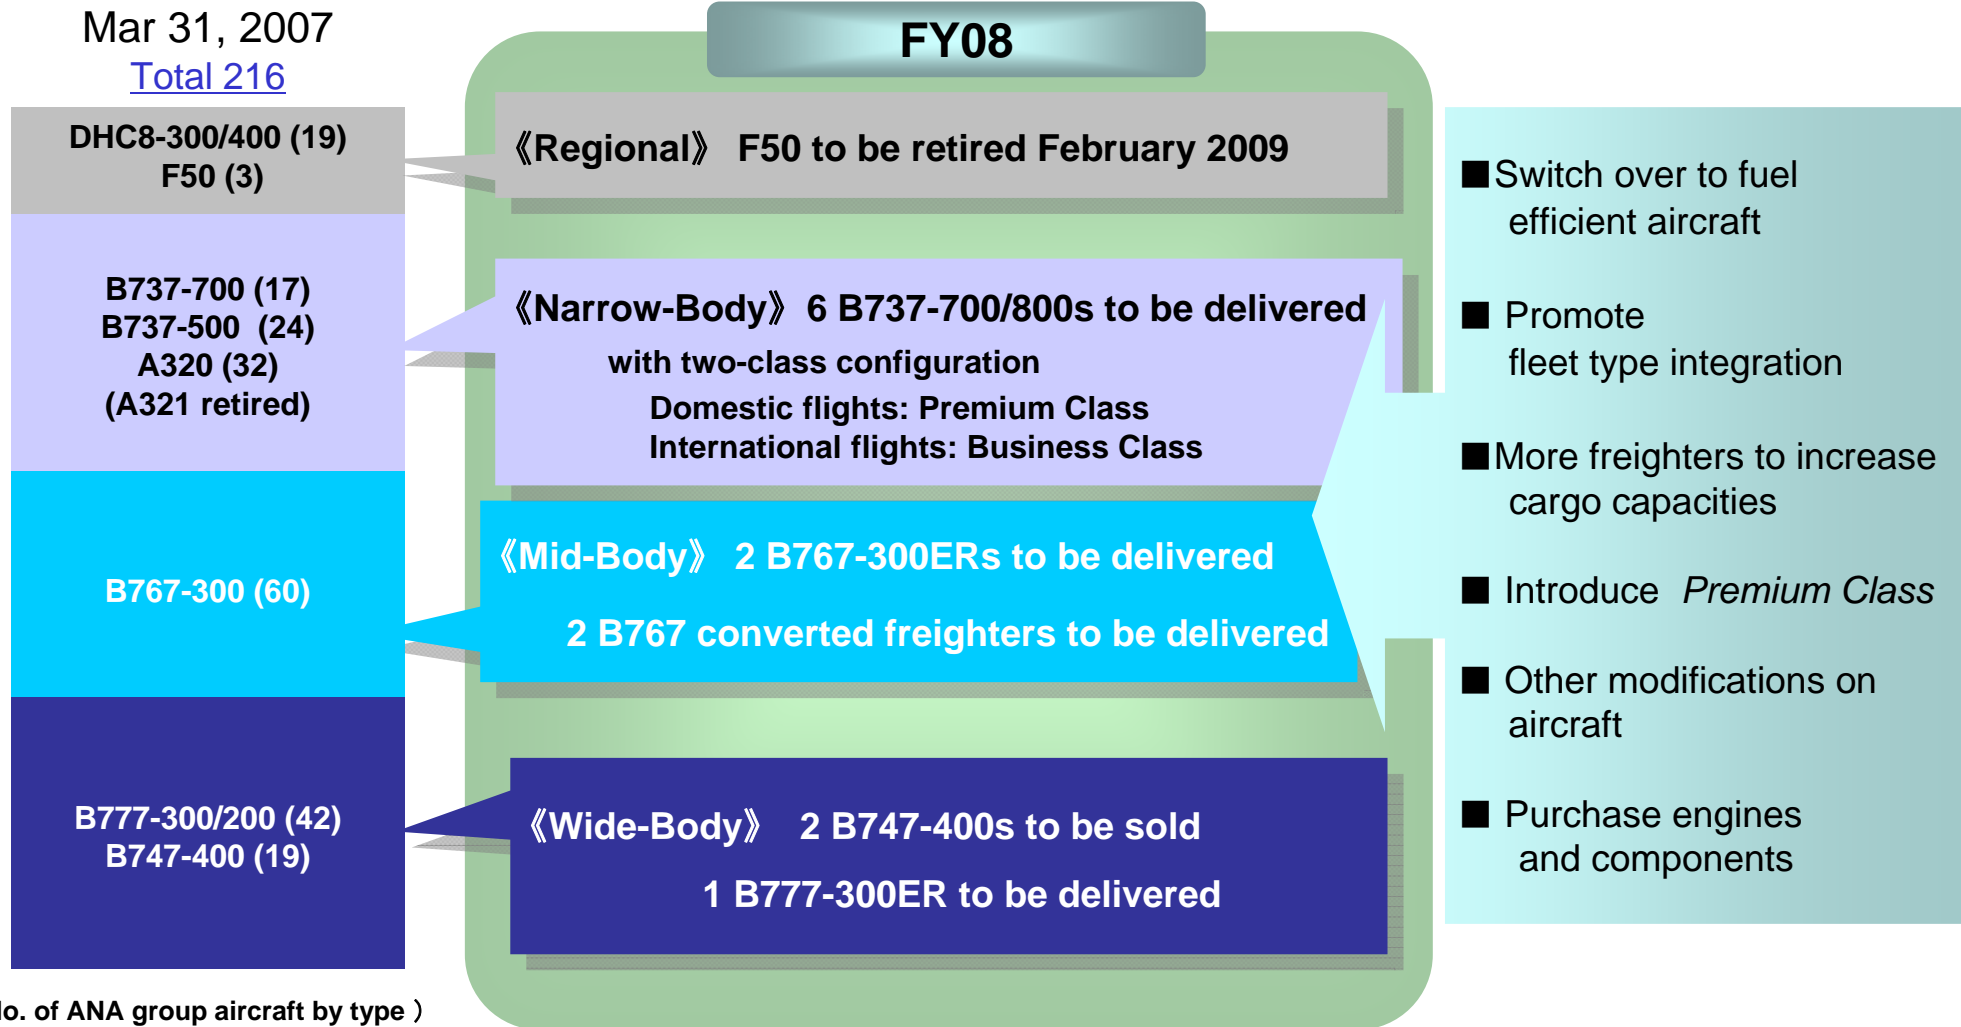 Mar 31, 2007
Total 216
DHC8-300/400 (19)
F50 (3)
B737-700 (17)
B737-500 (24)
A320 (32)
(A321 retired)
B767-300 (60)
B777-300/200 (42)
B747-400 (19)
of ANA group aircraft by type ）
FY08
《Regional》 F50 to be retired February 2009
《Narrow-Body》 6 B737-700/800s to be delivered
with two-class configuration
Domestic flights: Premium Class
International flights: Business Class
《Mid-Body》 2 B767-300ERs to be delivered
2 B767 converted freighters to be delivered
《Wide-Body》 2 B747-400s to be sold
1 B777-300ER to be delivered
■Switch over to fuel
efficient aircraft
■ Promote
fleet type integration
■More freighters to increase
cargo capacities
■ Introduce Premium Class
■ Other modifications on
aircraft
■ Purchase engines
and components